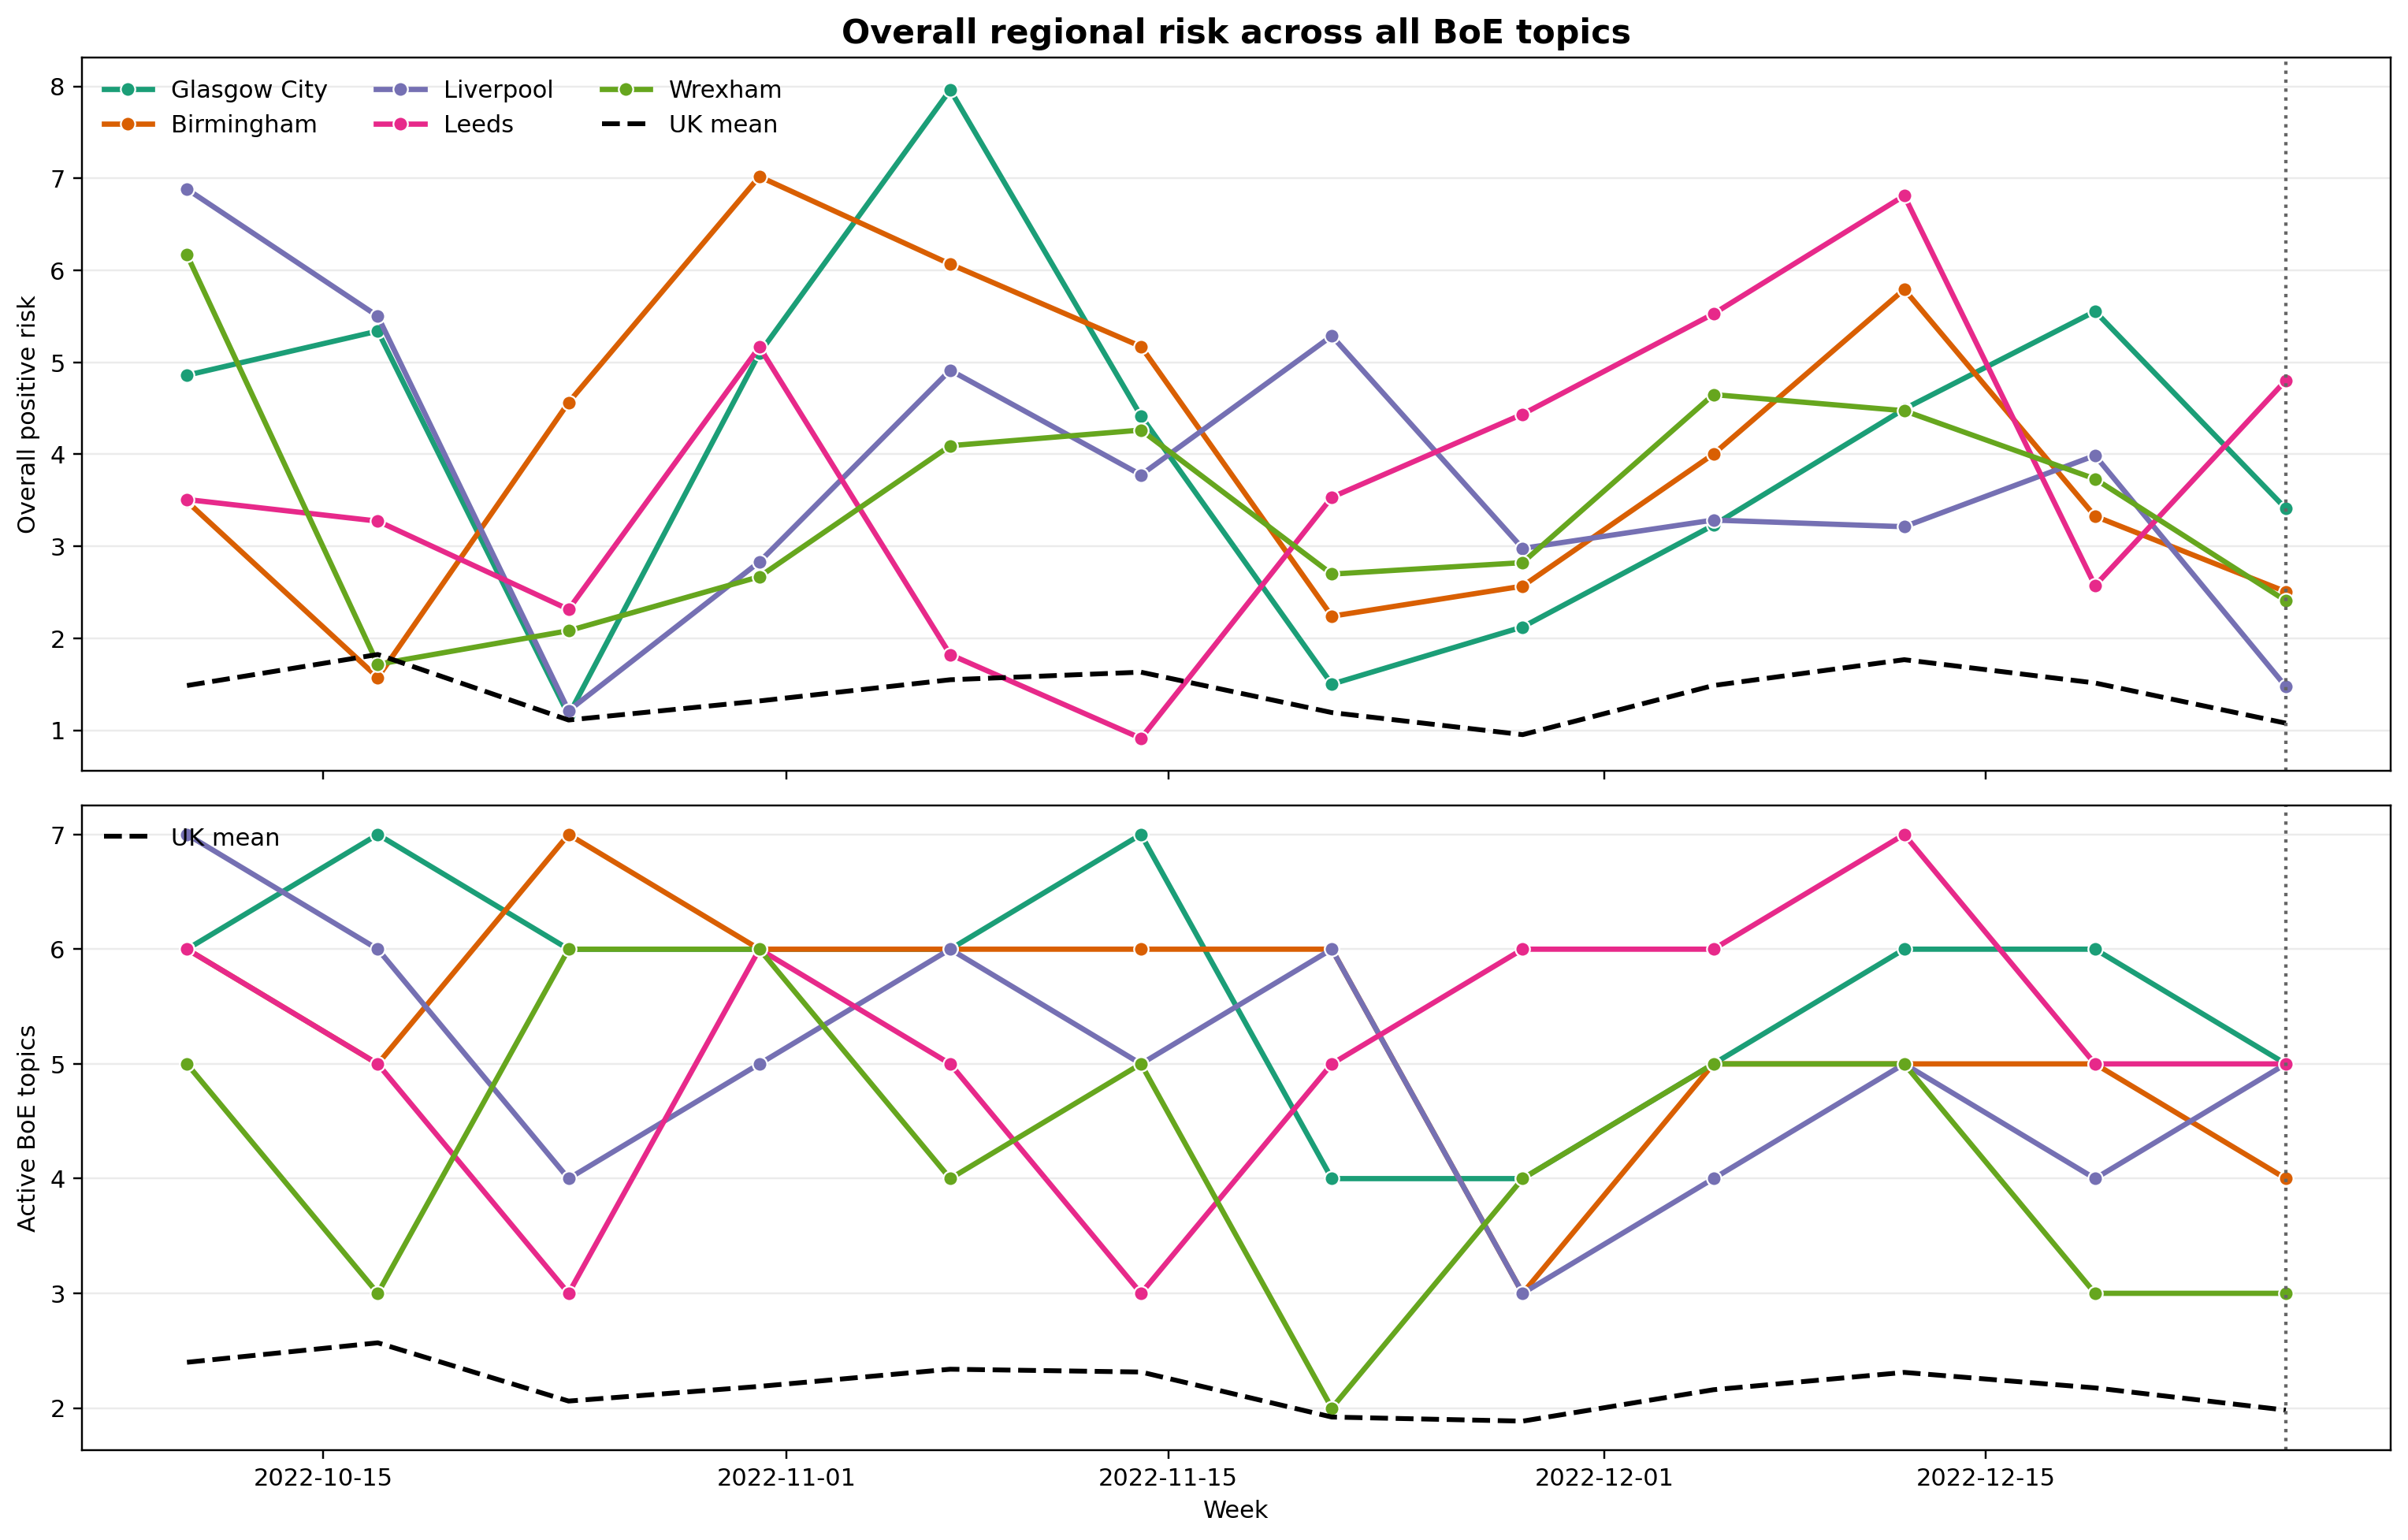 Overall regional risk across all BoE topics
Glasgow City
Birmingham
Liverpool
Leeds
Wrexham
UK mean
Overall positive risk
8
7
6
5
4
3
2
1
UK mean
Active BoE topics
7
6
5
4
3
2
2022-10-15
2022-11-01
2022-11-15
2022-12-01
2022-12-15
Week